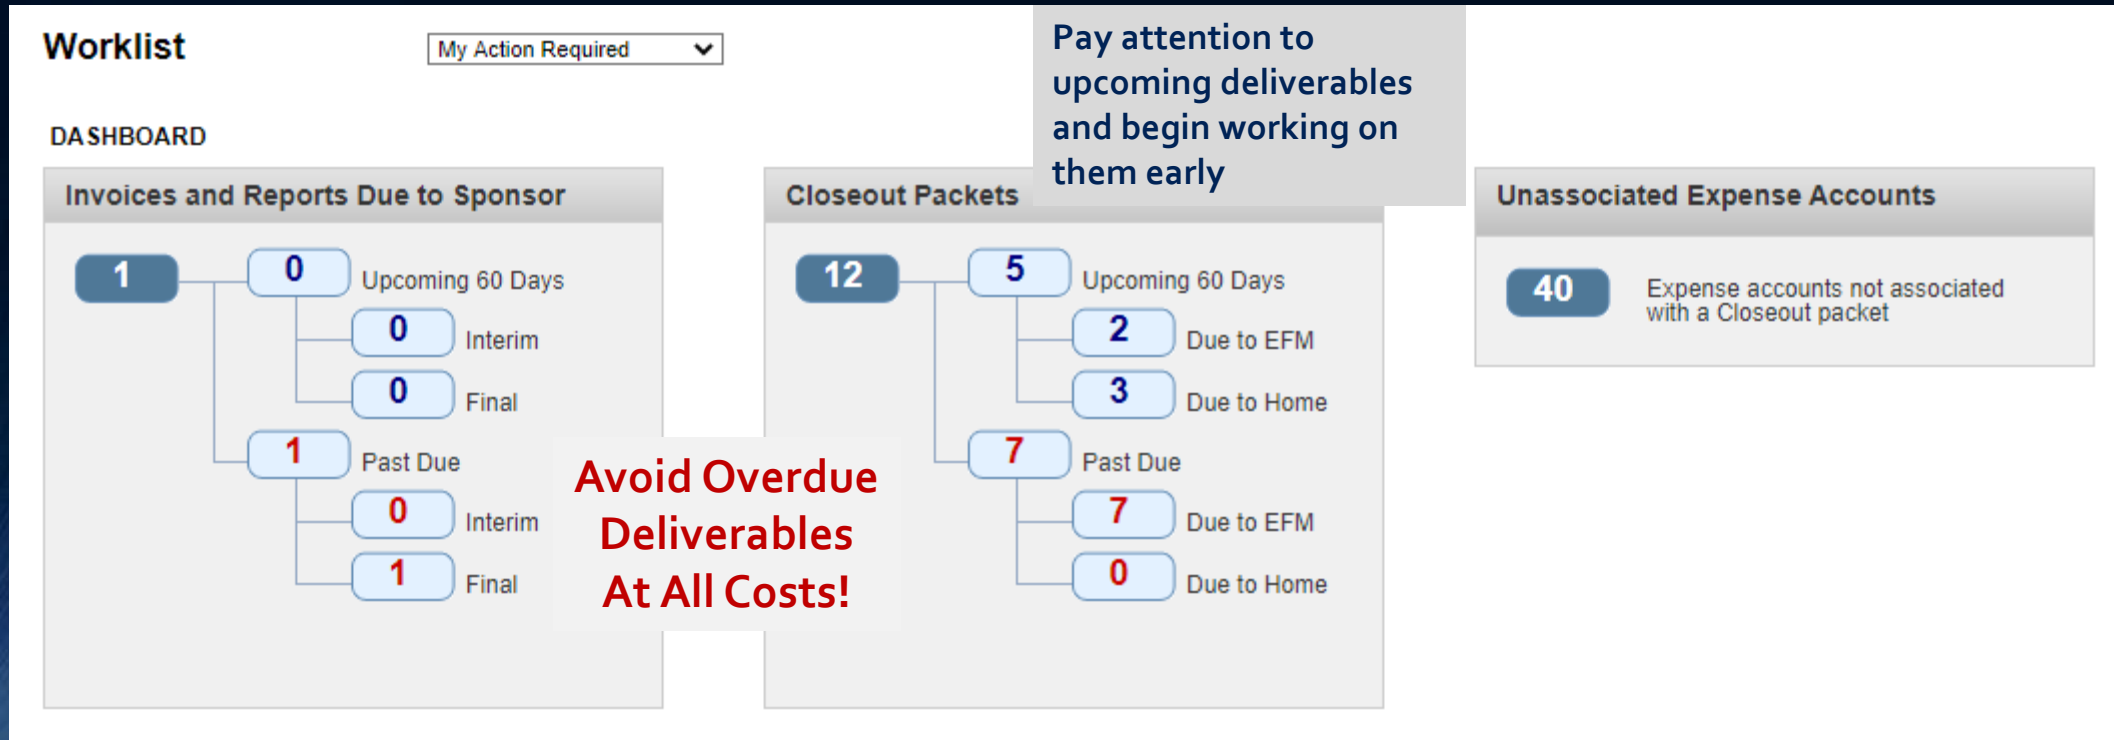 Worklist
My Action Required
Pay attention to
upcoming deliverables
and begin working on
them early
DASHBOARD
Invoices and Reports Due to Sponsor
1
0 Upcoming 60 Days
0 Interim
0 Final
1 Past Due
0 Interim
1 Final
Avoid Overdue
Deliverables
At All Costs!
Closeout Packets
12
5 Upcoming 60 Days
2 Due to EFM
3 Due to Home
7 Past Due
7 Due to EFM
0 Due to Home
Unassociated Expense Accounts
40
Expense accounts not associated
with a Closeout packet